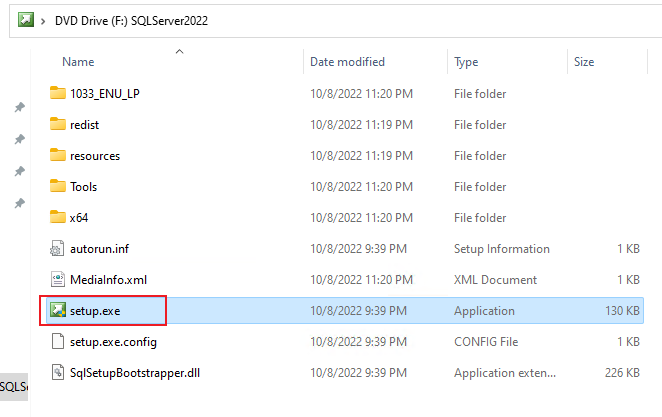 DVD Drive (F:) SQLServer2022
Name Date modified Type Size
1033_ENU_LP 10/8/2022 11:20 PM File folder
redist 10/8/2022 11:19 PM File folder
resources 10/8/2022 11:19 PM File folder
Tools 10/8/2022 11:20 PM File folder
x64 10/8/2022 11:20 PM File folder
autorun.inf 10/8/2022 9:39 PM Setup Information 1 KB
MediaInfo.xml 10/8/2022 11:20 PM XML Document 1 KB
setup.exe 10/8/2022 9:39 PM Application 130 KB
setup.exe.config 10/8/2022 9:39 PM CONFIG File 1 KB
SqlSetupBootstrapper.dll 10/8/2022 9:39 PM Application exten... 226 KB
SQLSe